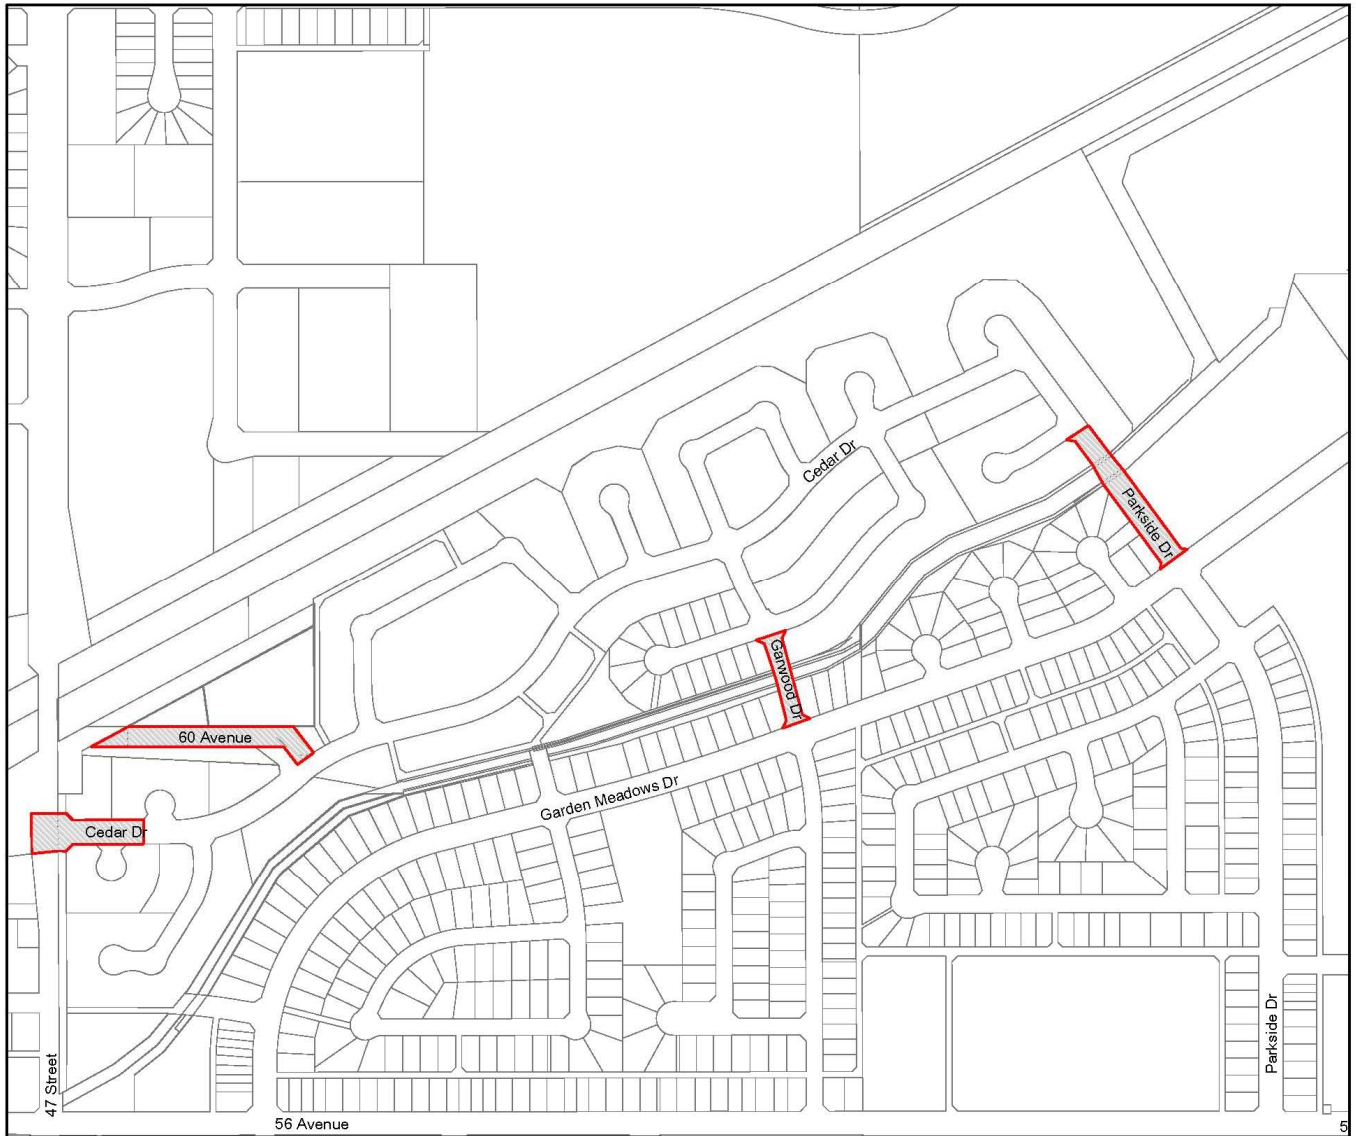 Cedar Dr
Parkside Dr
Garwood Dr
60 Avenue
Garden Meadows Dr
Cedar Dr
Parkside Dr
47 Street
56 Avenue
5